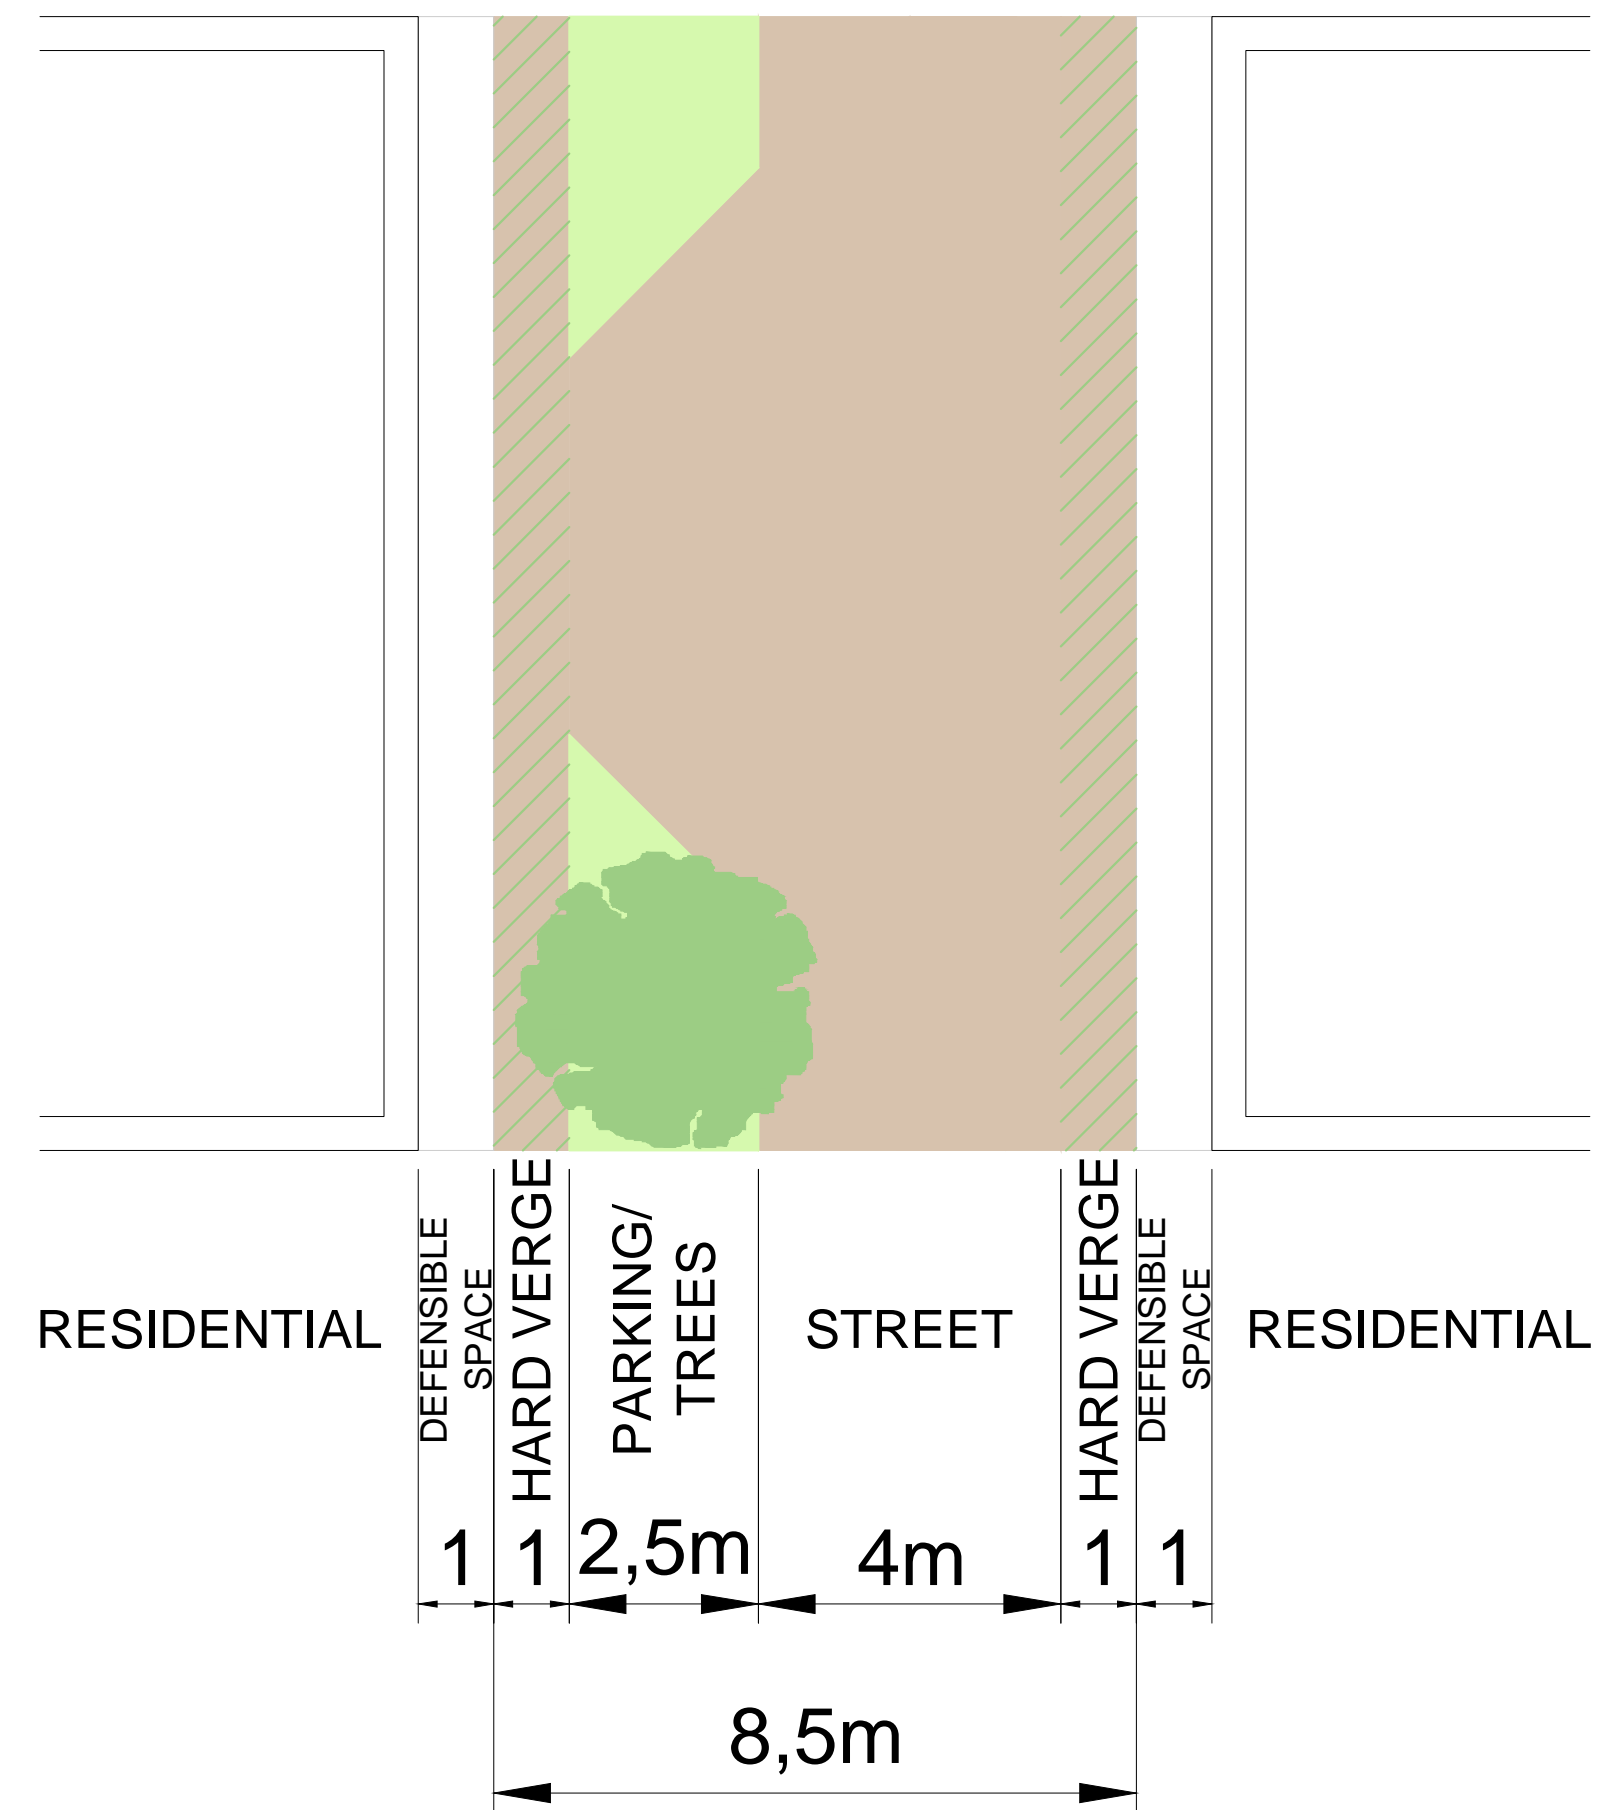 RESIDENTIAL
DEFENSIBLE
SPACE
HARD VERGE
PARKING/
TREES
STREET
HARD VERGE
DEFENSIBLE
SPACE
RESIDENTIAL
1
1
2,5m
4m
1
1
8,5m